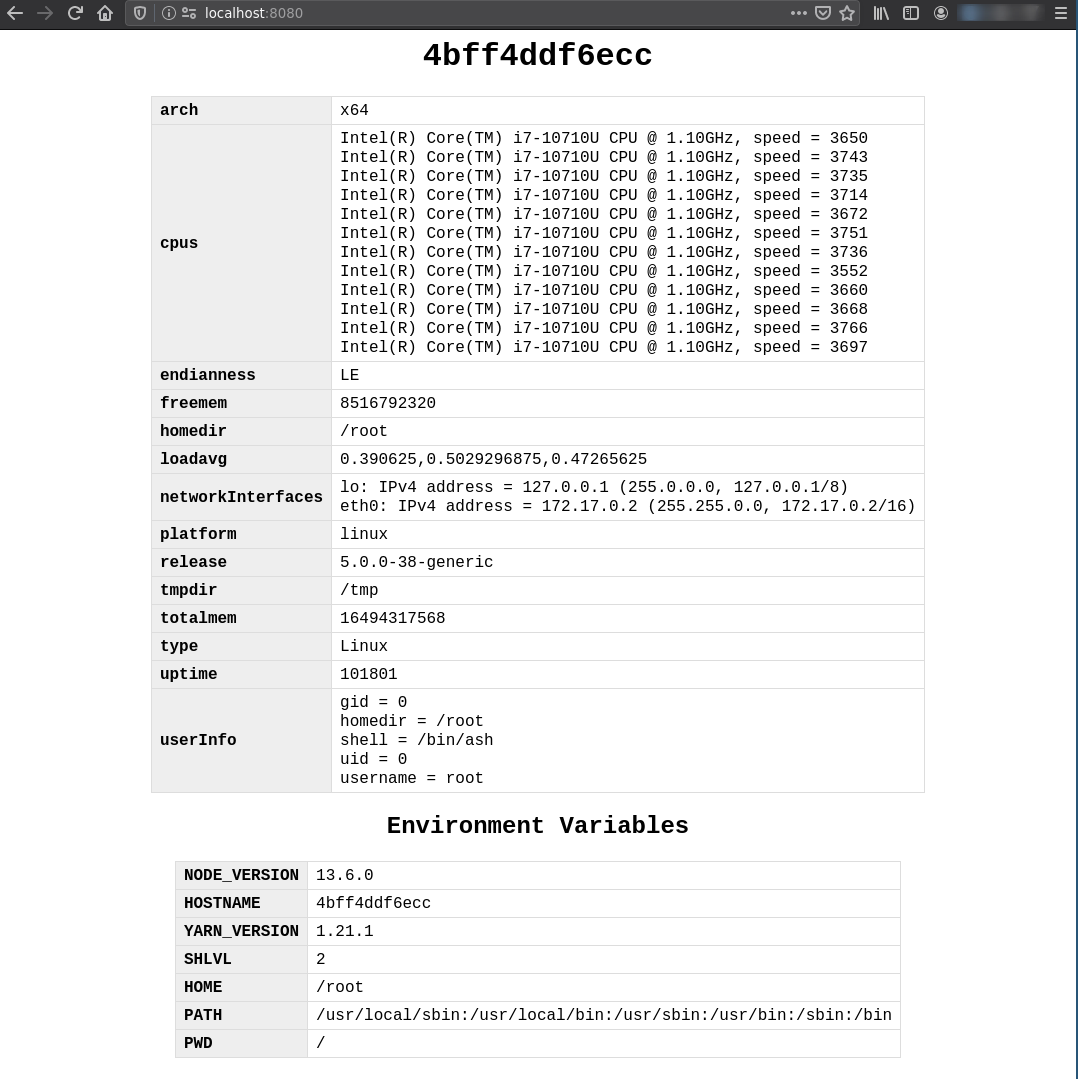 localhost:8080
4bff4ddf6ecc
arch x64
cpus
Intel(R) Core(TM) i7-10710U CPU @ 1.10GHz, speed = 3650
Intel(R) Core(TM) i7-10710U CPU @ 1.10GHz, speed = 3743
Intel(R) Core(TM) i7-10710U CPU @ 1.10GHz, speed = 3735
Intel(R) Core(TM) i7-10710U CPU @ 1.10GHz, speed = 3714
Intel(R) Core(TM) i7-10710U CPU @ 1.10GHz, speed = 3672
Intel(R) Core(TM) i7-10710U CPU @ 1.10GHz, speed = 3751
Intel(R) Core(TM) i7-10710U CPU @ 1.10GHz, speed = 3736
Intel(R) Core(TM) i7-10710U CPU @ 1.10GHz, speed = 3552
Intel(R) Core(TM) i7-10710U CPU @ 1.10GHz, speed = 3660
Intel(R) Core(TM) i7-10710U CPU @ 1.10GHz, speed = 3668
Intel(R) Core(TM) i7-10710U CPU @ 1.10GHz, speed = 3766
Intel(R) Core(TM) i7-10710U CPU @ 1.10GHz, speed = 3697
endianness LE
freemem 8516792320
homedir /root
loadavg 0.390625,0.5029296875,0.47265625
networkInterfaces
lo: IPv4 address = 127.0.0.1 (255.0.0.0, 127.0.0.1/8)
eth0: IPv4 address = 172.17.0.2 (255.255.0.0, 172.17.0.2/16)
platform linux
release 5.0.0-38-generic
tmpdir /tmp
totalmem 16494317568
type Linux
uptime 101801
userInfo
gid = 0
homedir = /root
shell = /bin/ash
uid = 0
username = root
Environment Variables
NODE_VERSION 13.6.0
HOSTNAME 4bff4ddf6ecc
YARN_VERSION 1.21.1
SHLVL 2
HOME /root
PATH /usr/local/sbin:/usr/local/bin:/usr/sbin:/usr/bin:/sbin:/bin
PWD /